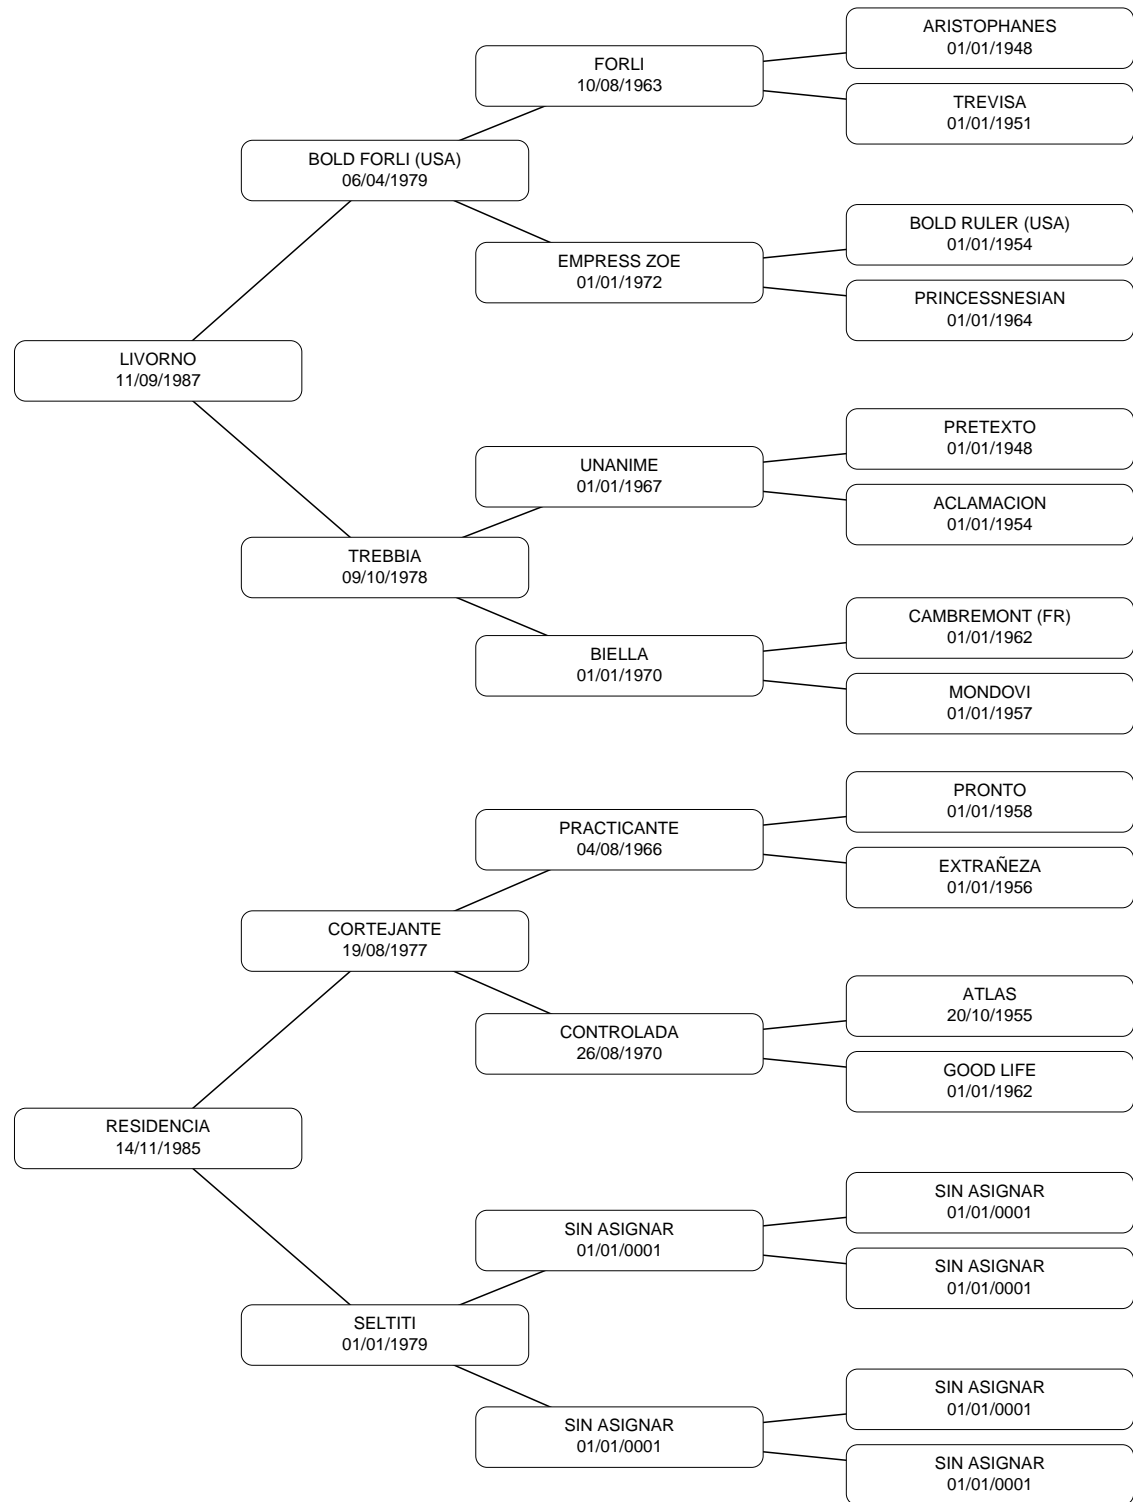 ARISTOPHANES
01/01/1948
FORLI
10/08/1963
TREVISA
01/01/1951
BOLD FORLI (USA)
06/04/1979
BOLD RULER (USA)
01/01/1954
EMPRESS ZOE
01/01/1972
PRINCESSNESIAN
01/01/1964
LIVORNO
11/09/1987
PRETEXTO
01/01/1948
UNANIME
01/01/1967
ACLAMACION
01/01/1954
TREBBIA
09/10/1978
CAMBREMONT (FR)
01/01/1962
BIELLA
01/01/1970
MONDOVI
01/01/1957
PRONTO
01/01/1958
PRACTICANTE
04/08/1966
EXTRAÑEZA
01/01/1956
CORTEJANTE
19/08/1977
ATLAS
20/10/1955
CONTROLADA
26/08/1970
GOOD LIFE
01/01/1962
RESIDENCIA
14/11/1985
SIN ASIGNAR
01/01/0001
SIN ASIGNAR
01/01/0001
SIN ASIGNAR
01/01/0001
SELTITI
01/01/1979
SIN ASIGNAR
01/01/0001
SIN ASIGNAR
01/01/0001
SIN ASIGNAR
01/01/0001